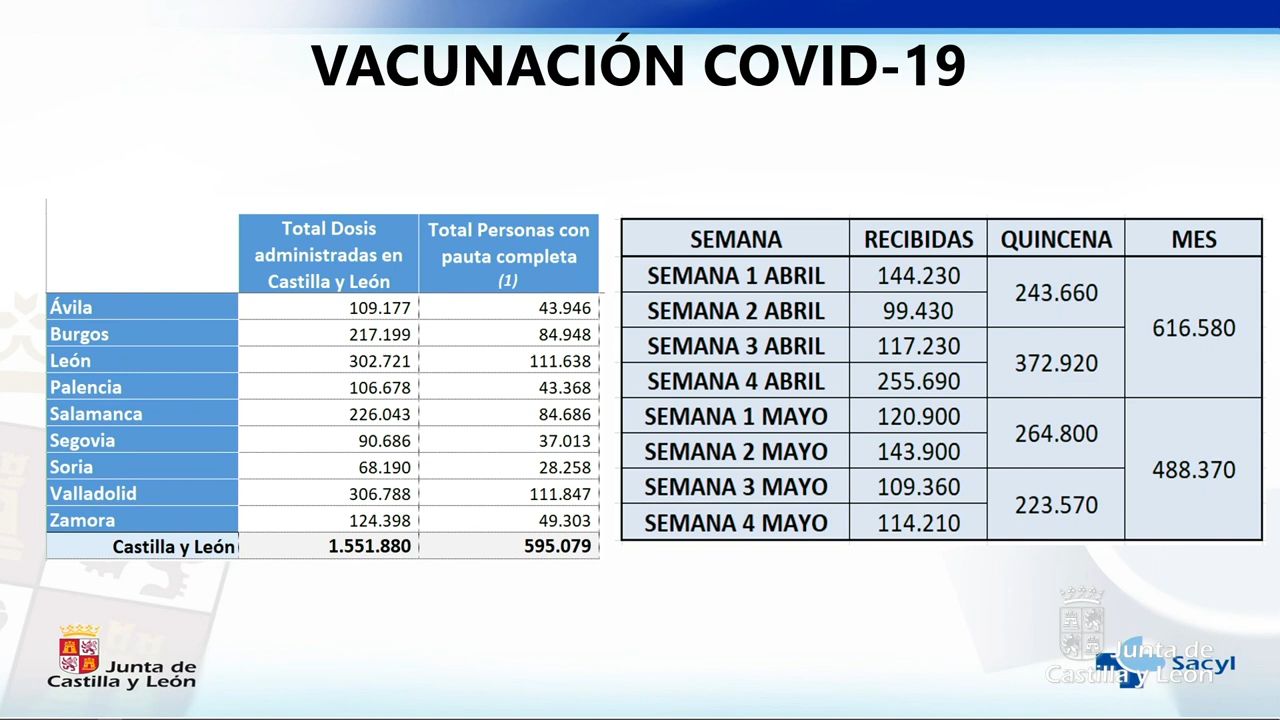 VACUNACIÓN COVID-19
Total Dosis
administradas en
Castilla y León
Total Personas con
pauta completa
(1)
Ávila 109.177 43.946
Burgos 217.199 84.948
León 302.721 111.638
Palencia 106.678 43.368
Salamanca 226.043 84.686
Segovia 90.686 37.013
Soria 68.190 28.258
Valladolid 306.788 111.847
Zamora 124.398 49.303
Castilla y León 1.551.880 595.079
SEMANA RECIBIDAS QUINCENA MES
SEMANA 1 ABRIL 144.230
243.660
SEMANA 2 ABRIL 99.430
616.580
SEMANA 3 ABRIL 117.230
372.920
SEMANA 4 ABRIL 255.690
SEMANA 1 MAYO 120.900
264.800
SEMANA 2 MAYO 143.900
488.370
SEMANA 3 MAYO 109.360
223.570
SEMANA 4 MAYO 114.210
Junta de
Castilla y León
Junta de
Castilla y León
Sacyl